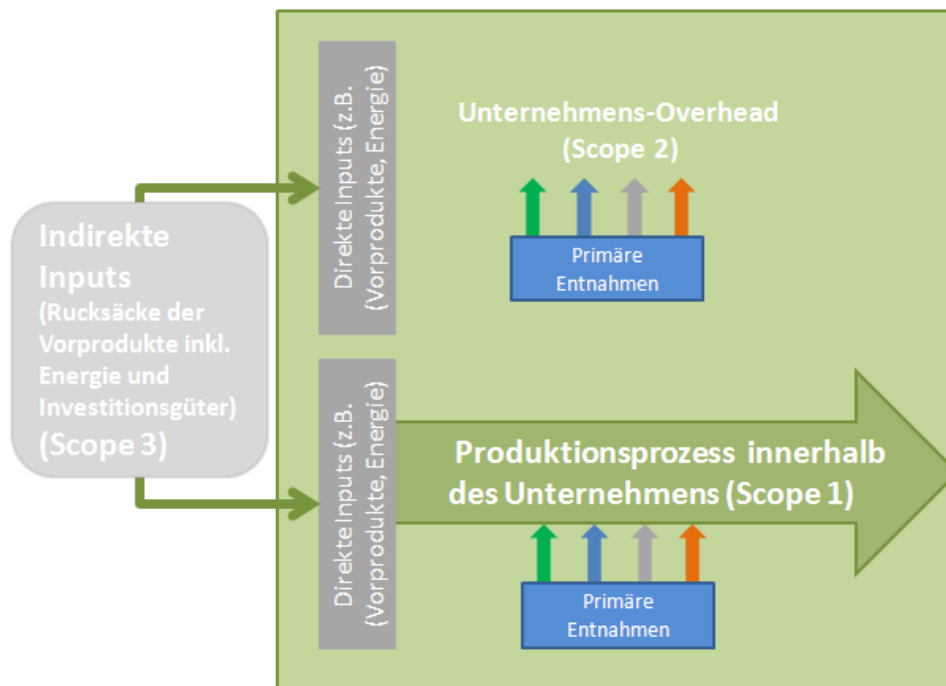 Indirekte
Inputs
(Rucksäcke der
Vorprodukte inkl.
Energie und
Investitionsgüter)
(Scope 3)
Direkte Inputs (z.B.
Vorprodukte, Energie)
Unternehmens-Overhead
(Scope 2)
Primäre
Entnahmen
Direkte Inputs (z.B.
Vorprodukte, Energie)
Produktionsprozess innerhalb
des Unternehmens (Scope 1)
Primäre
Entnahmen